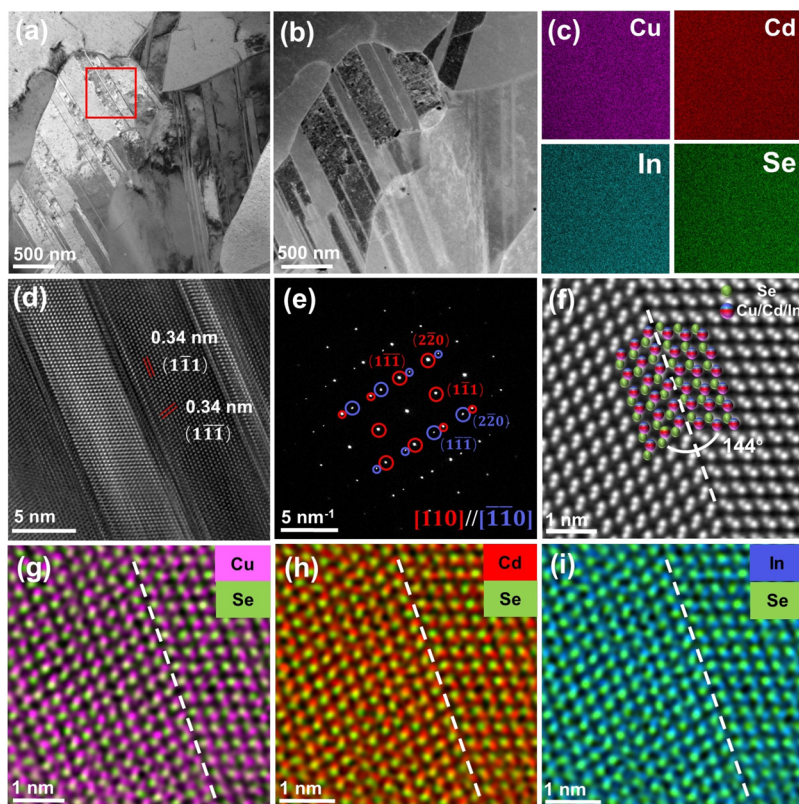 (a)
500 nm
(b)
500 nm
(c)
Cu
Cd
In
Se
(d)
0.34 nm
(11̄1)
0.34 nm
(11̄1̄)
5 nm
(e)
(11̄1̄)
(22̄0)
(11̄1)
(22̄0)
(11̄1̄)
5 nm⁻¹
[1̄10]//[1̄1̄0]
(f)
Se
Cu/Cd/In
144°
1 nm
(g)
Cu
Se
1 nm
(h)
Cd
Se
1 nm
(i)
In
Se
1 nm